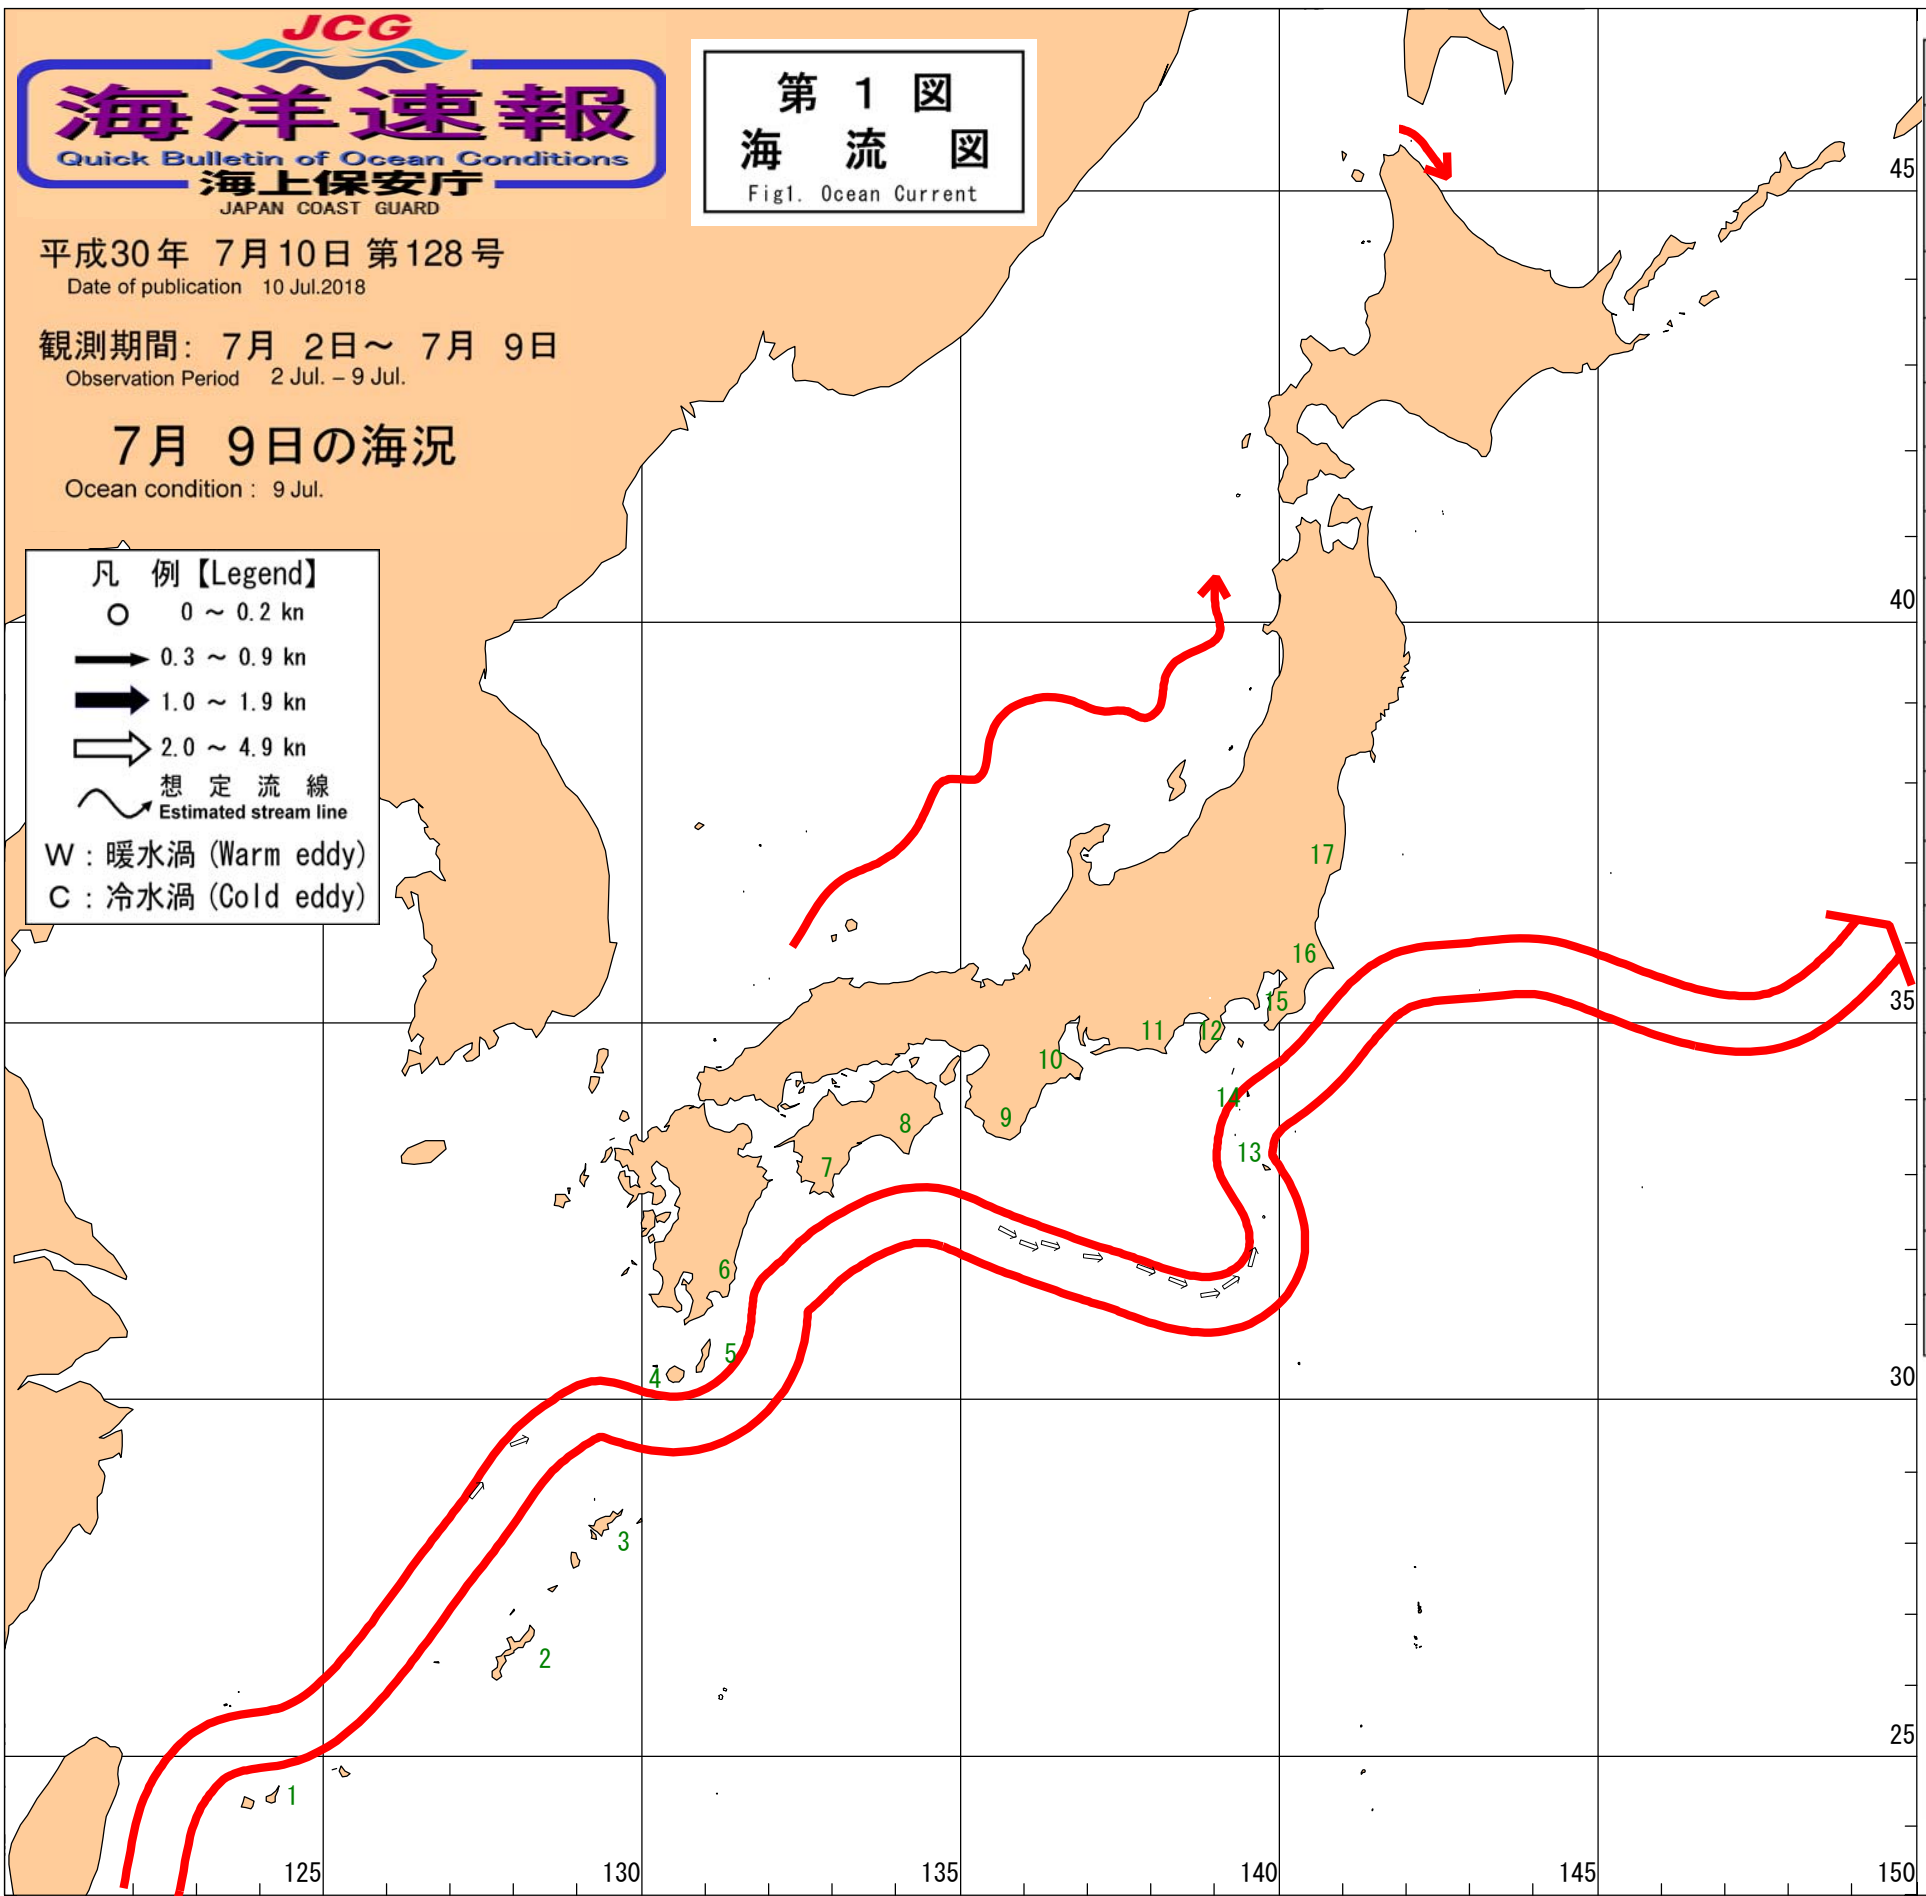 JCG
海洋速報
Quick Bulletin of Ocean Conditions
海上保安庁
JAPAN COAST GUARD
第 1 図
海 流 図
Fig1. Ocean Current
平成30年 7月10日 第128号
Date of publication 10 Jul.2018
観測期間: 7月 2日～ 7月 9日
Observation Period 2 Jul. – 9 Jul.
7月 9日の海況
Ocean condition : 9 Jul.
凡 例【Legend】
0 ～ 0.2 kn
0.3 ～ 0.9 kn
1.0 ～ 1.9 kn
2.0 ～ 4.9 kn
想 定 流 線
Estimated stream line
W : 暖水渦 (Warm eddy)
C : 冷水渦 (Cold eddy)
45
40
17
16
35
15
14
13
12
11
10
9
8
7
6
5
4
30
3
2
25
1
125
130
135
140
145
150